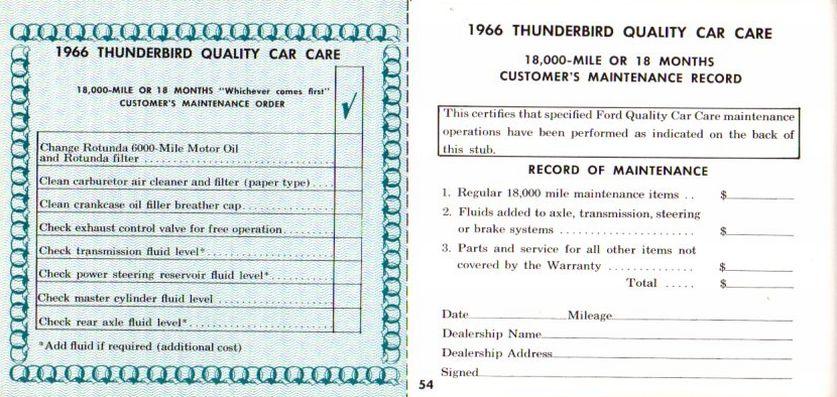 1966 THUNDERBIRD QUALITY CAR CARE
18,000-MILE OR 18 MONTHS "Whichever comes first"
CUSTOMER'S MAINTENANCE ORDER
√
Change Rotunda 6000-Mile Motor Oil
and Rotunda filter ........................
Clean carburetor air cleaner and filter (paper type) ....
Clean crankcase oil filler breather cap..............
Check exhaust control valve for free operation........
Check transmission fluid level*....................
Check power steering reservoir fluid level*..........
Check master cylinder fluid level ..................
Check rear axle fluid level*.......................
*Add fluid if required (additional cost)
1966 THUNDERBIRD QUALITY CAR CARE
18,000-MILE OR 18 MONTHS
CUSTOMER'S MAINTENANCE RECORD
This certifies that specified Ford Quality Car Care maintenance
operations have been performed as indicated on the back of
this stub.
RECORD OF MAINTENANCE
1. Regular 18,000 mile maintenance items .. $
2. Fluids added to axle, transmission, steering
or brake systems ...................... $
3. Parts and service for all other items not
covered by the Warranty ............. $
Total ..... $
Date Mileage
Dealership Name
Dealership Address
Signed
54